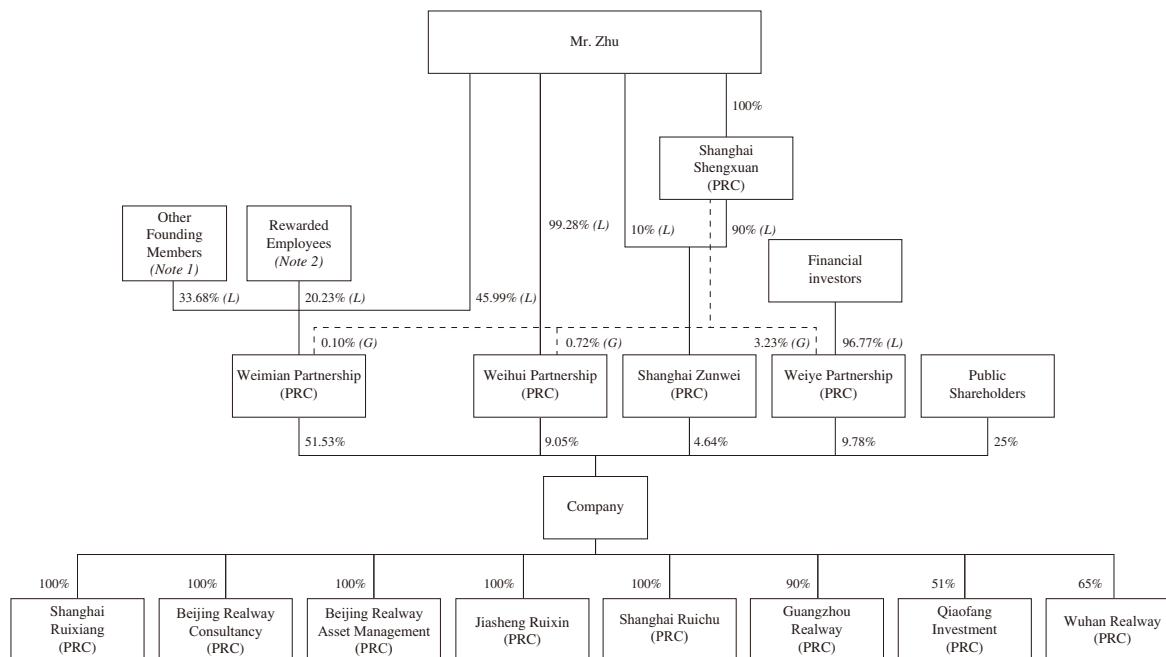 Mr. Zhu
100%
Shanghai
Shengxuan
(PRC)
Other
Founding
Members
(Note 1)
Rewarded
Employees
(Note 2)
99.28% (L)
10% (L)
90% (L)
Financial
investors
33.68% (L)
20.23% (L)
45.99% (L)
0.10% (G)
0.72% (G)
3.23% (G)
96.77% (L)
Weimian Partnership
(PRC)
Weihui Partnership
(PRC)
Shanghai Zunwei
(PRC)
Weiye Partnership
(PRC)
Public
Shareholders
51.53%
9.05%
4.64%
9.78%
25%
Company
100%
100%
100%
100%
100%
90%
51%
65%
Shanghai
Ruixiang
(PRC)
Beijing Realway
Consultancy
(PRC)
Beijing Realway
Asset Management
(PRC)
Jiasheng Ruixin
(PRC)
Shanghai Ruichu
(PRC)
Guangzhou
Realway
(PRC)
Qiaofang
Investment
(PRC)
Wuhan Realway
(PRC)